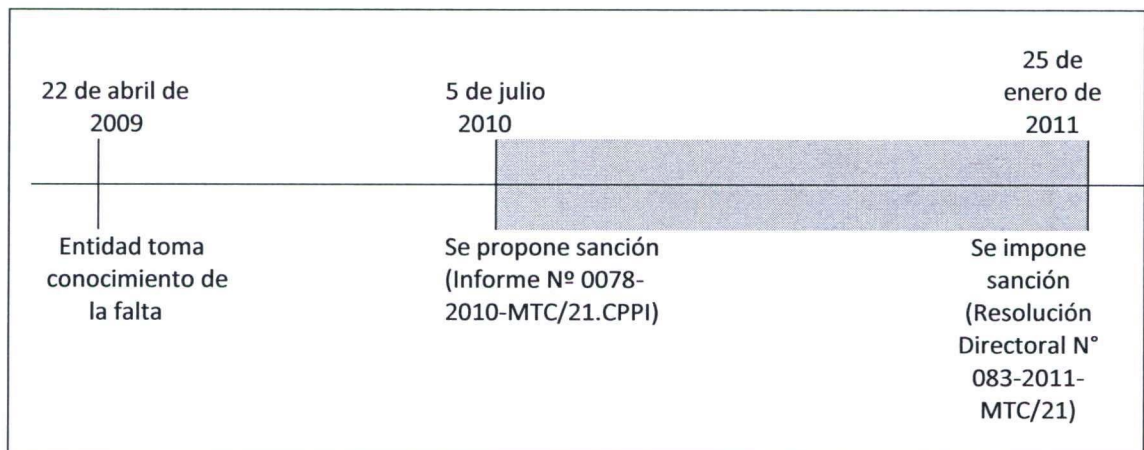 22 de abril de
2009
5 de julio
2010
25 de
enero de
2011
Entidad toma
conocimiento de
la falta
Se propone sanción
(Informe Nº 0078-
2010-MTC/21.CPPI)
Se impone
sanción
(Resolución
Directoral N°
083-2011-
MTC/21)